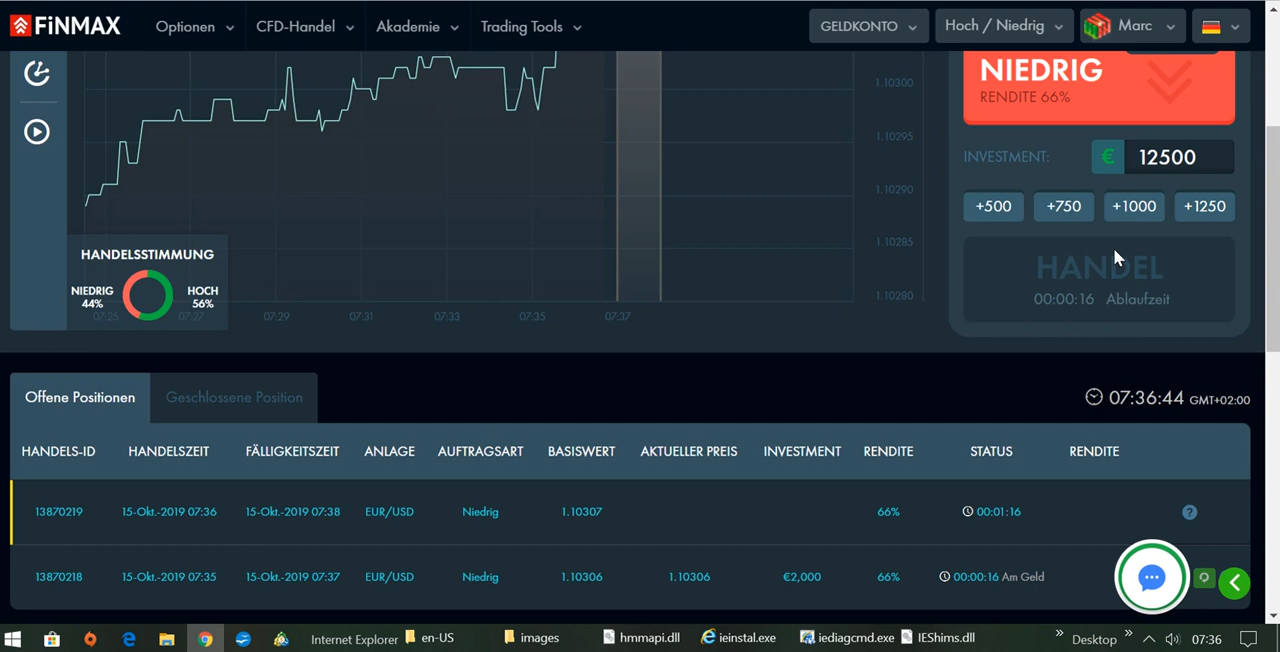 FiNMAX
Optionen
CFD-Handel
Akademie
Trading Tools
GELDKONTO
Hoch / Niedrig
Marc
NIEDRIG
RENDITE 66%
INVESTMENT:
€ 12500
+500 +750 +1000 +1250
HANDEL
00:00:16 Ablaufzeit
1.10300
1.10295
1.10290
1.10285
1.10280
HANDELSSTIMMUNG
NIEDRIG 44%
HOCH 56%
07:25 07:27 07:29 07:31 07:33 07:35 07:37
Offene Positionen
Geschlossene Position
07:36:44 GMT+02:00
HANDELS-ID HANDELSZEIT FÄLLIGKEITSZEIT ANLAGE AUFTRAGSART BASISWERT AKTUELLER PREIS INVESTMENT RENDITE STATUS RENDITE
13870219 15-Okt.-2019 07:36 15-Okt.-2019 07:38 EUR/USD Niedrig 1.10307 66% 00:01:16 ?
13870218 15-Okt.-2019 07:35 15-Okt.-2019 07:37 EUR/USD Niedrig 1.10306 1.10306 €2,000 66% 00:00:16 Am Geld
Internet Explorer en-US images hmmapi.dll ieinstal.exe iediagcmd.exe IEShims.dll » Desktop » 07:36